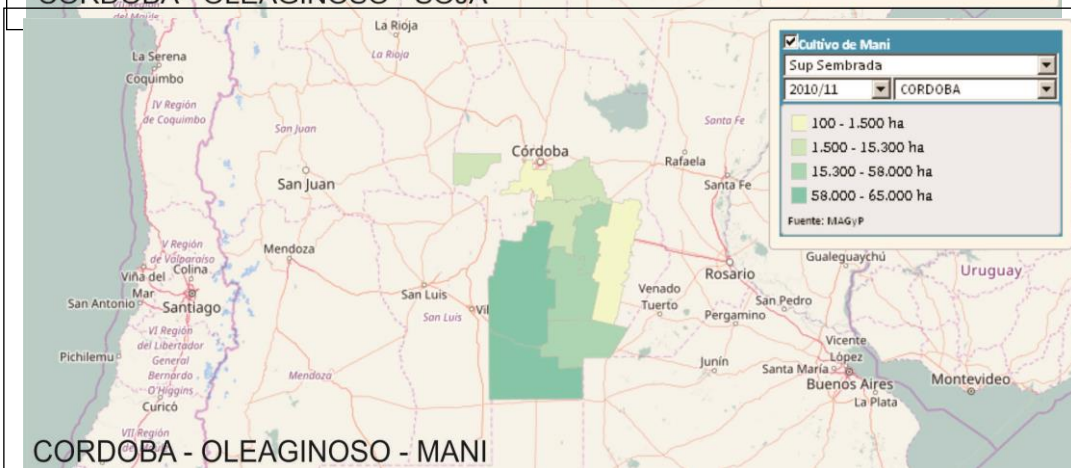 CORDOBA - OLEAGINOSO - SOJA
La Rioja
La Rioja
La Serena
Coquimbo
IV Región
de Coquimbo
San Juan
San Juan
Córdoba
Santa Fe
Rafaela
Santa Fe
Cultivo de Mani
Sup Sembrada
2010/11
CORDOBA
100 - 1.500 ha
1.500 - 15.300 ha
15.300 - 58.000 ha
58.000 - 65.000 ha
Fuente: MAGyP
V Región
de Valparaíso
Viña del
Mar
Colina
San Antonio
Santiago
Mendoza
San Luis
San Luis
Vil
Rosario
Gualeguaychú
Uruguay
Venado
Tuerto
San Pedro
Pergamino
VI Región
del Libertador
General
Bernardo
O'Higgins
Pichilemu
Curicó
Mendoza
Junín
Vicente
López
Santa María
Buenos Aires
La Plata
Montevideo
VII Región
CORDOBA - OLEAGINOSO - MANI